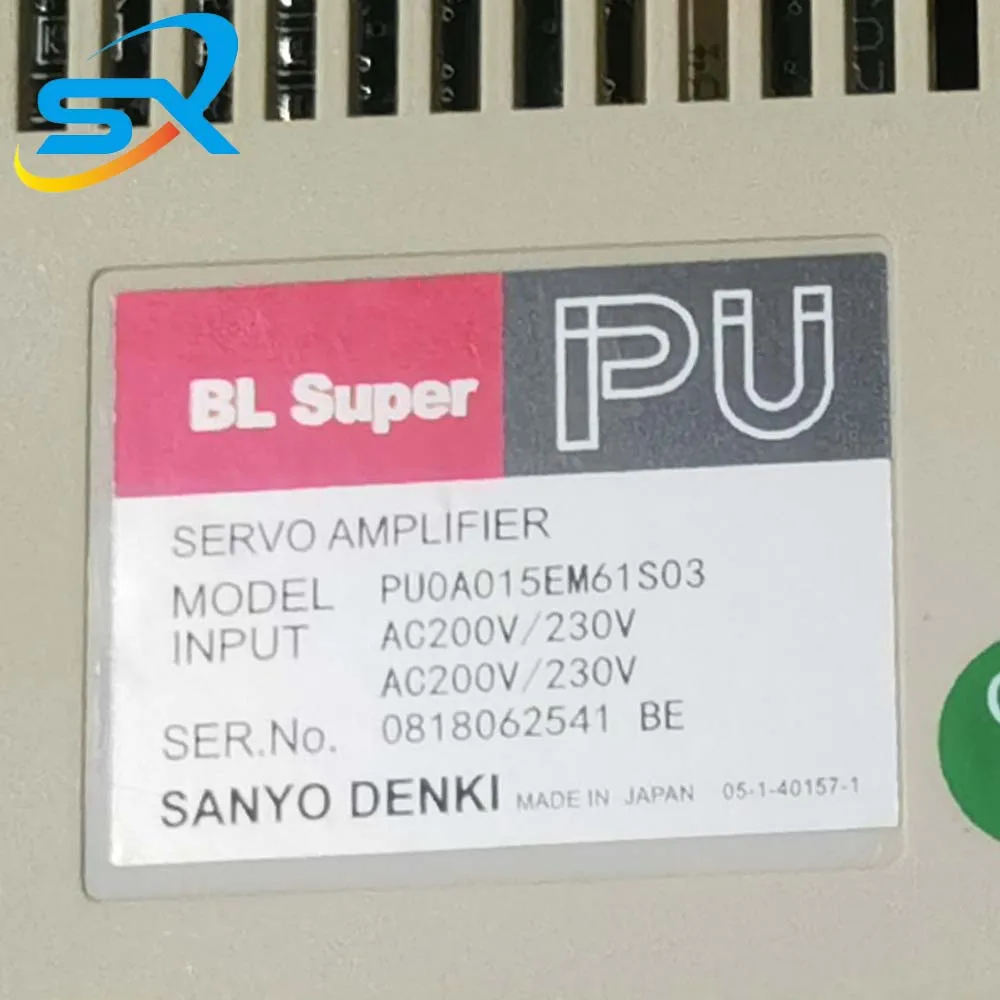 SR
BL Super PU
SERVO AMPLIFIER
MODEL PU0A015EM61S03
INPUT AC200V/230V
AC200V/230V
SER.No. 0818062541 BE
SANYO DENKI MADE IN JAPAN 05-1-40157-1